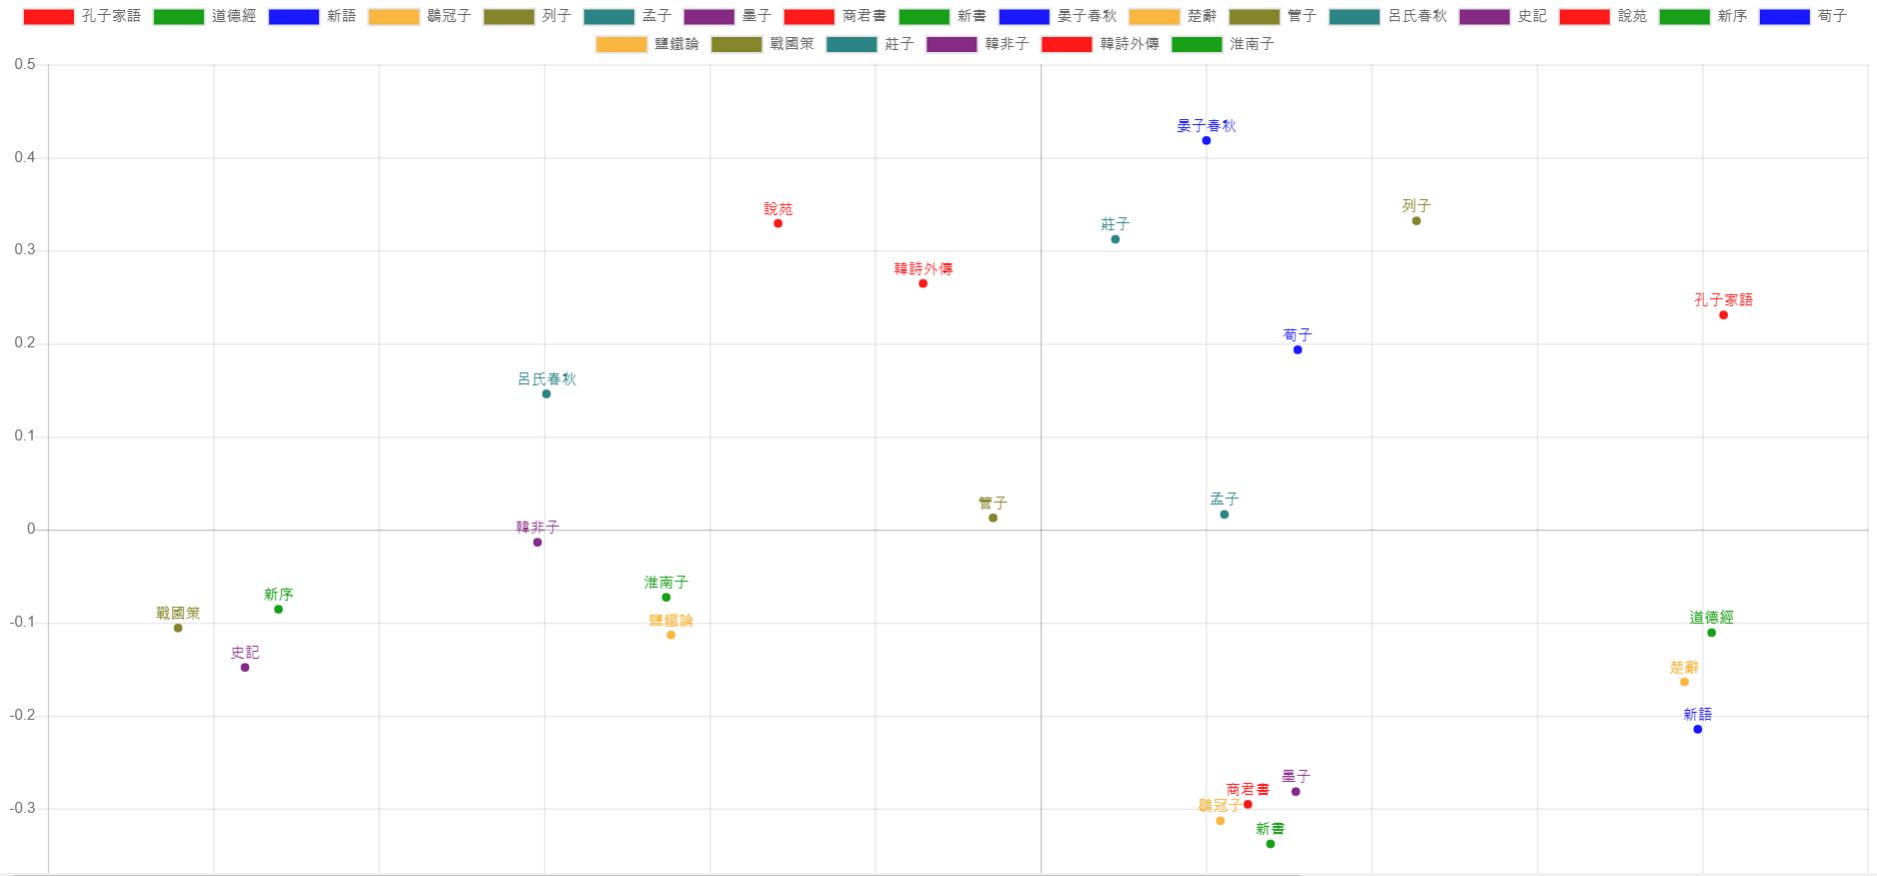 孔子家語 道德經 新語 鶡冠子 列子 孟子 墨子 商君書 新書 晏子春秋 楚辭 管子 呂氏春秋 史記 說苑 新序 荀子
鹽鐵論 戰國策 莊子 韓非子 韓詩外傳 淮南子
0.5
晏子春秋
0.4
說苑
列子
莊子
0.3
韓詩外傳
孔子家語
0.2
荀子
呂氏春秋
0.1
管子
孟子
0
韓非子
淮南子
新序
戰國策
鹽鐵論
道德經
-0.1
史記
楚辭
新語
-0.2
墨子
商君書
鶡冠子
-0.3
新書